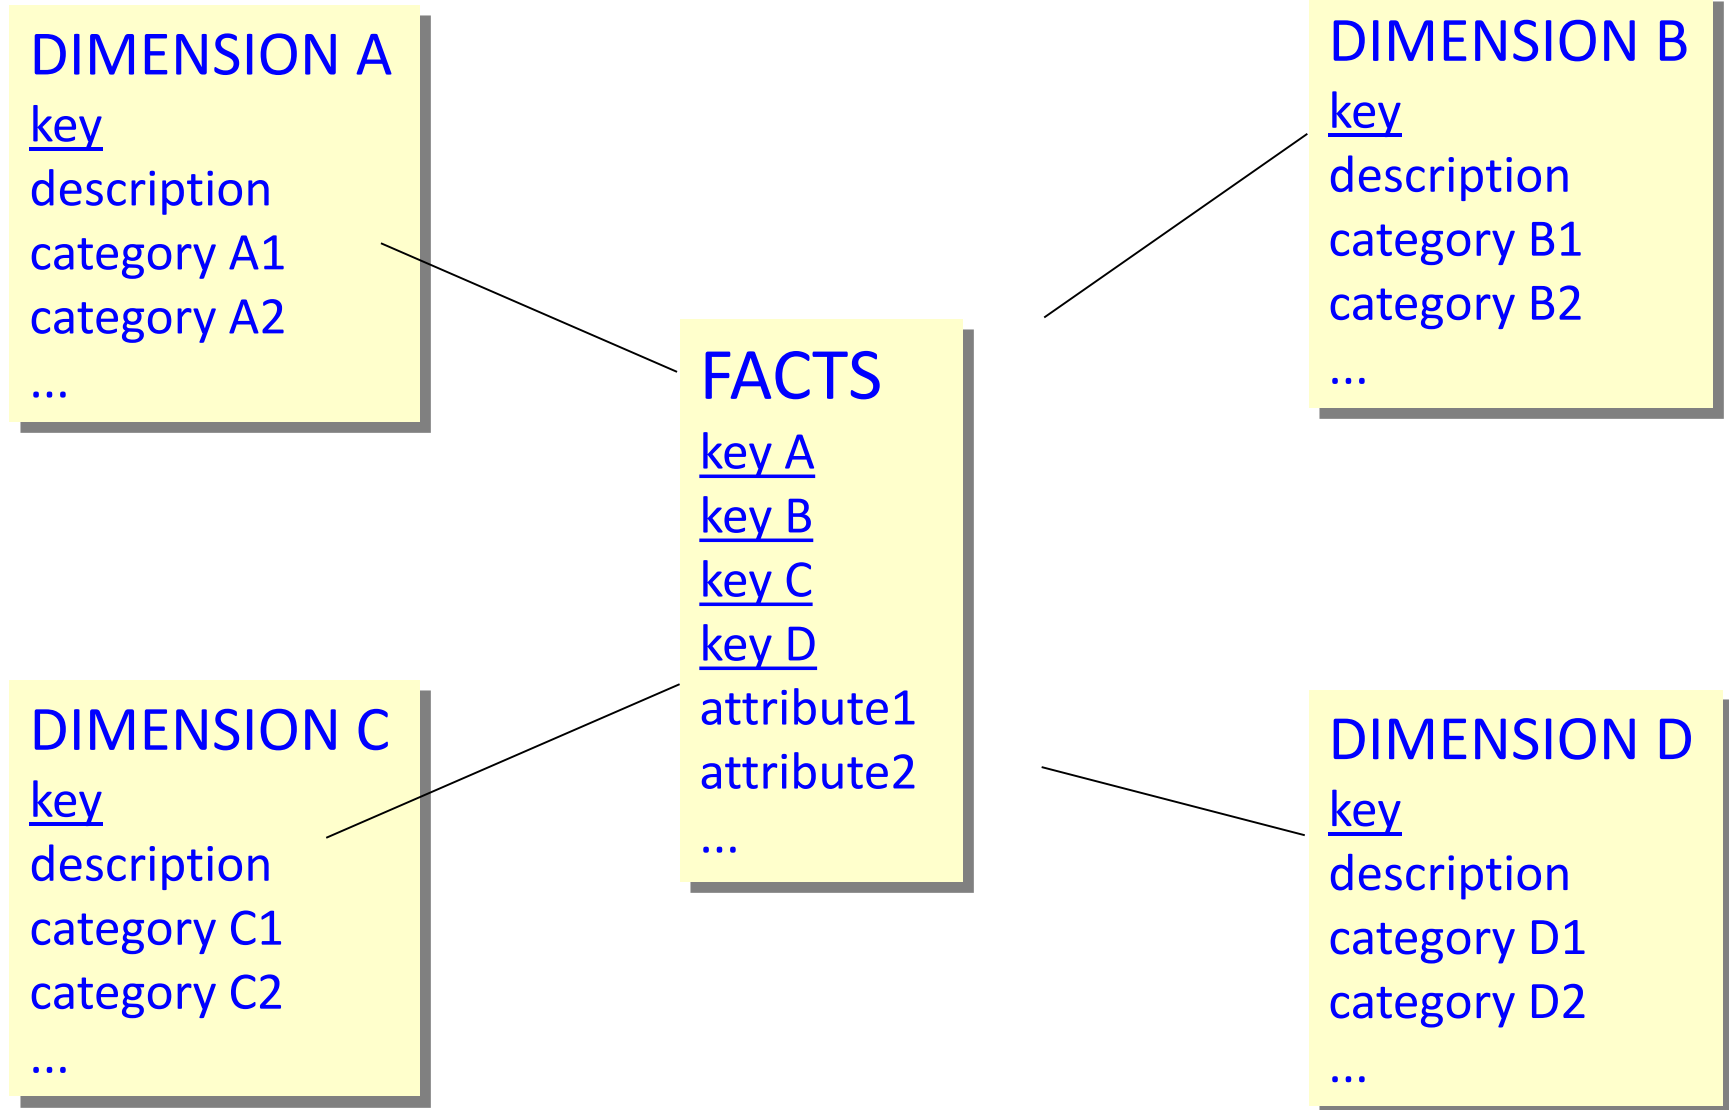 DIMENSION A
key
description
category A1
category A2
...
DIMENSION B
key
description
category B1
category B2
...
FACTS
key A
key B
key C
key D
attribute1
attribute2
...
DIMENSION C
key
description
category C1
category C2
...
DIMENSION D
key
description
category D1
category D2
...